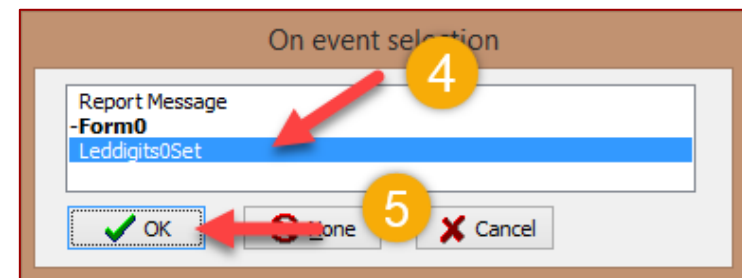 On event selection
4
Report Message
-Form0
Leddigits0Set
5
OK
Cancel